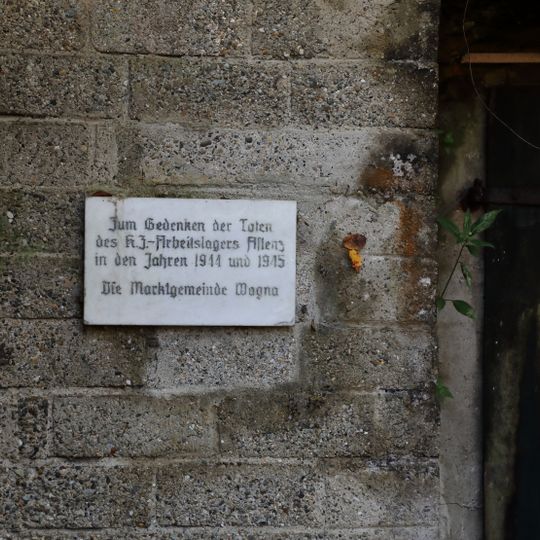 Zum Gedenken der Toten
des K.Z.-Arbeitslagers Aflenz
in den Jahren 1944 und 1945
Die Marktgemeinde Wagna